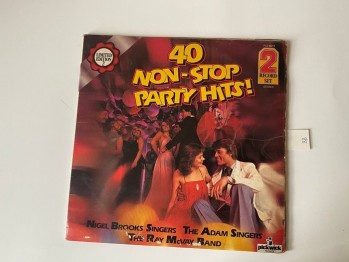 LIMITED
EDITION
40
NON-STOP
PARTY HITS!
2
RECORD
SET
NIGEL BROOKS SINGERS THE ADAM SINGERS
THE RAY MCVAY BAND
pickwick